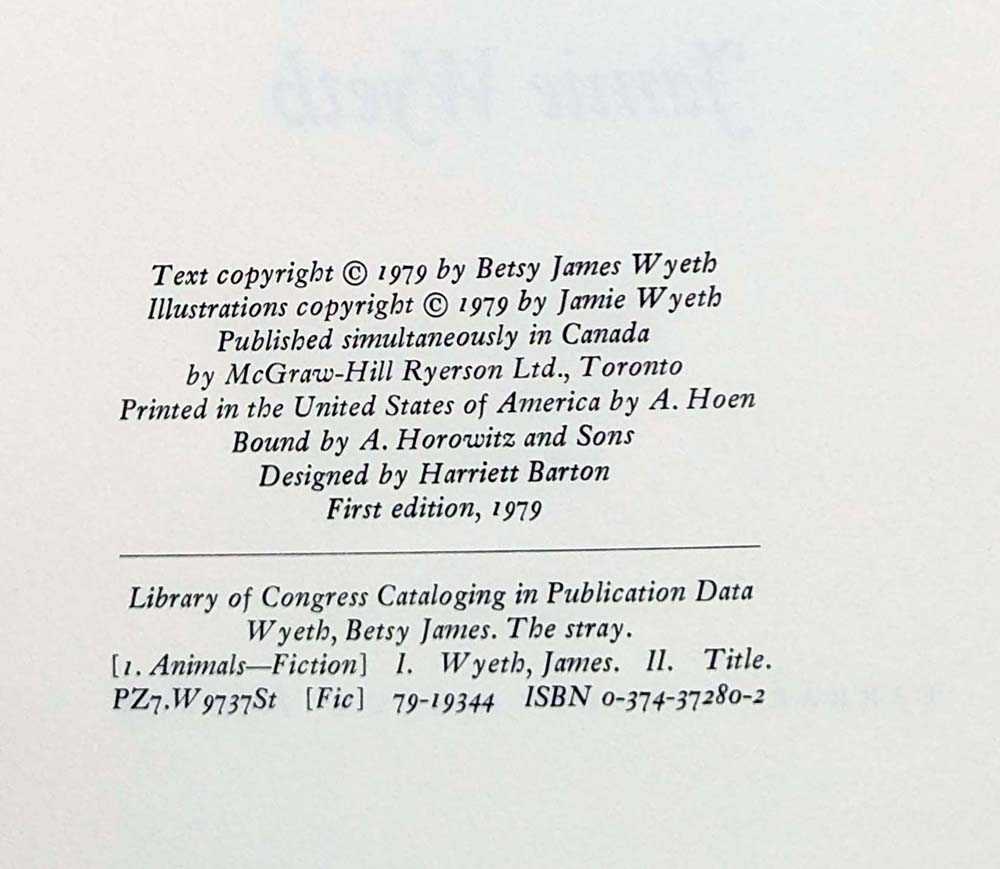 Text copyright © 1979 by Betsy James Wyeth
Illustrations copyright © 1979 by Jamie Wyeth
Published simultaneously in Canada
by McGraw-Hill Ryerson Ltd., Toronto
Printed in the United States of America by A. Hoen
Bound by A. Horowitz and Sons
Designed by Harriett Barton
First edition, 1979
Library of Congress Cataloging in Publication Data
Wyeth, Betsy James. The stray.
[1. Animals—Fiction] I. Wyeth, James. II. Title.
PZ7.W9737St [Fic] 79-19344 ISBN 0-374-37280-2